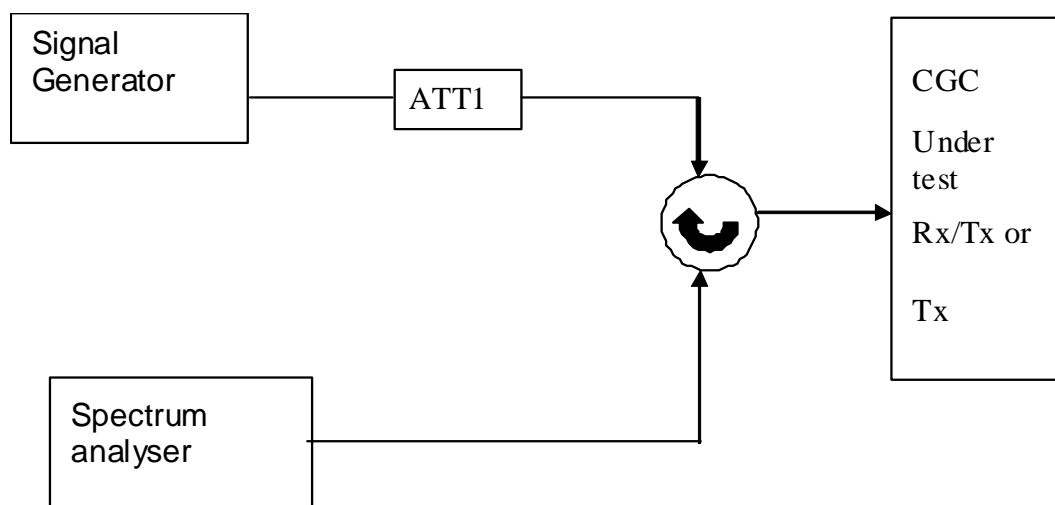 Signal
Generator
ATT1
CGC
Under
test
Rx/Tx or
Tx
Spectrum
analyser